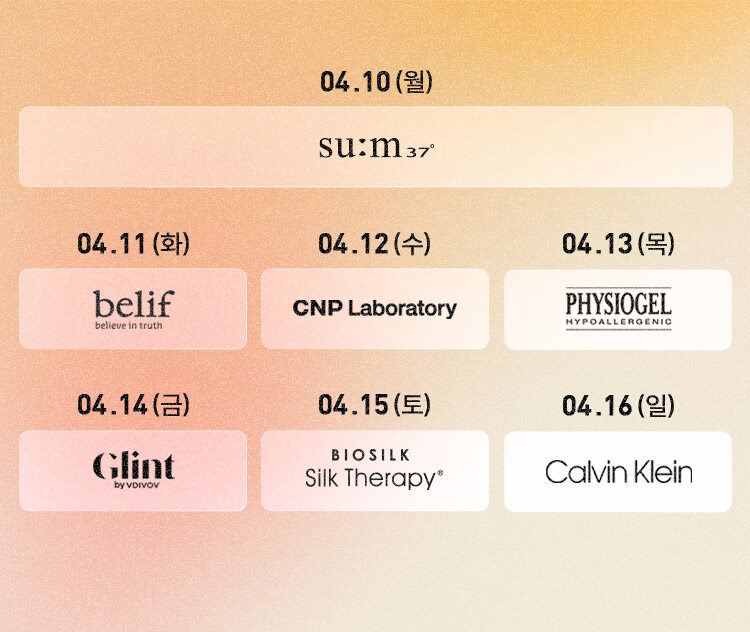 04.10(월)
su:m37°
04.11(화)
04.12(수)
04.13(목)
belif
believe in truth
CNP Laboratory
PHYSIOGEL
HYPOALLERGENIC
04.14(금)
04.15(토)
04.16(일)
Glint
by VDIVOV
BIOSILK
Silk Therapy®
Calvin Klein